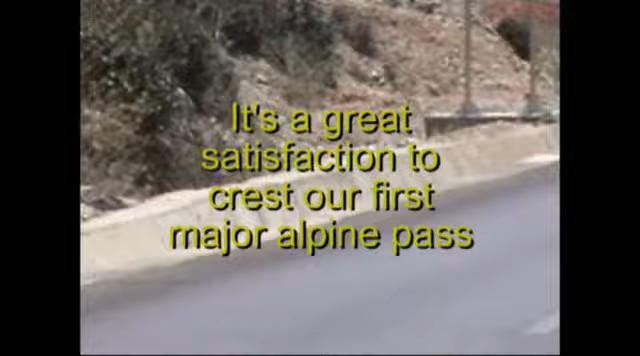 It's a great
satisfaction to
crest our first
major alpine pass